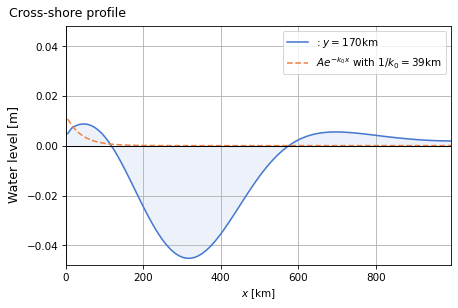 Cross-shore profile
: y = 170km
Ae^{-k_0x} with 1/k_0 = 39km
Water level [m]
0.04
0.02
0.00
−0.02
−0.04
0 200 400 600 800
x [km]